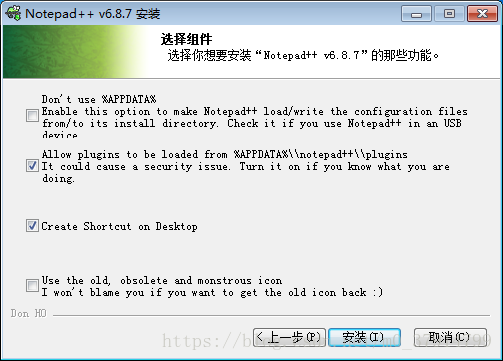 Notepad++ v6.8.7 安装
选择组件
选择你想要安装“Notepad++ v6.8.7”的那些功能。
Don't use %APPDATA%
Enable this option to make Notepad++ load/write the configuration files
from/to its install directory. Check it if you use Notepad++ in an USB
device.
Allow plugins to be loaded from %APPDATA%\\notepad++\\plugins
It could cause a security issue. Turn it on if you know what you are
doing.
Create Shortcut on Desktop
Use the old, obsolete and monstrous icon
I won't blame you if you want to get the old icon back :)
Don HO
< 上一步(P) 安装(I) 取消(C)